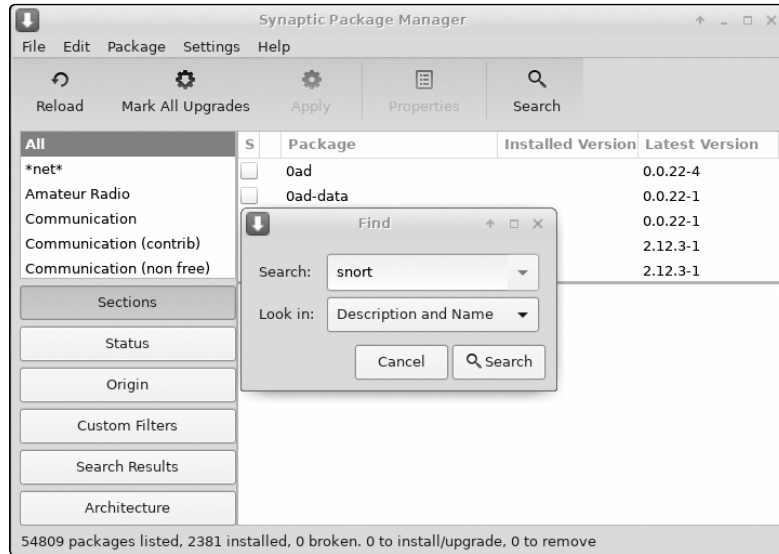 Synaptic Package Manager
File Edit Package Settings Help
Reload Mark All Upgrades Apply Properties Search
All
*net*
Amateur Radio
Communication
Communication (contrib)
Communication (non free)
S Package Installed Version Latest Version
0ad 0.0.22-4
0ad-data 0.0.22-1
0.0.22-1
2.12.3-1
2.12.3-1
Find
Search: snort
Look in: Description and Name
Cancel Search
Sections
Status
Origin
Custom Filters
Search Results
Architecture
54809 packages listed, 2381 installed, 0 broken. 0 to install/upgrade, 0 to remove